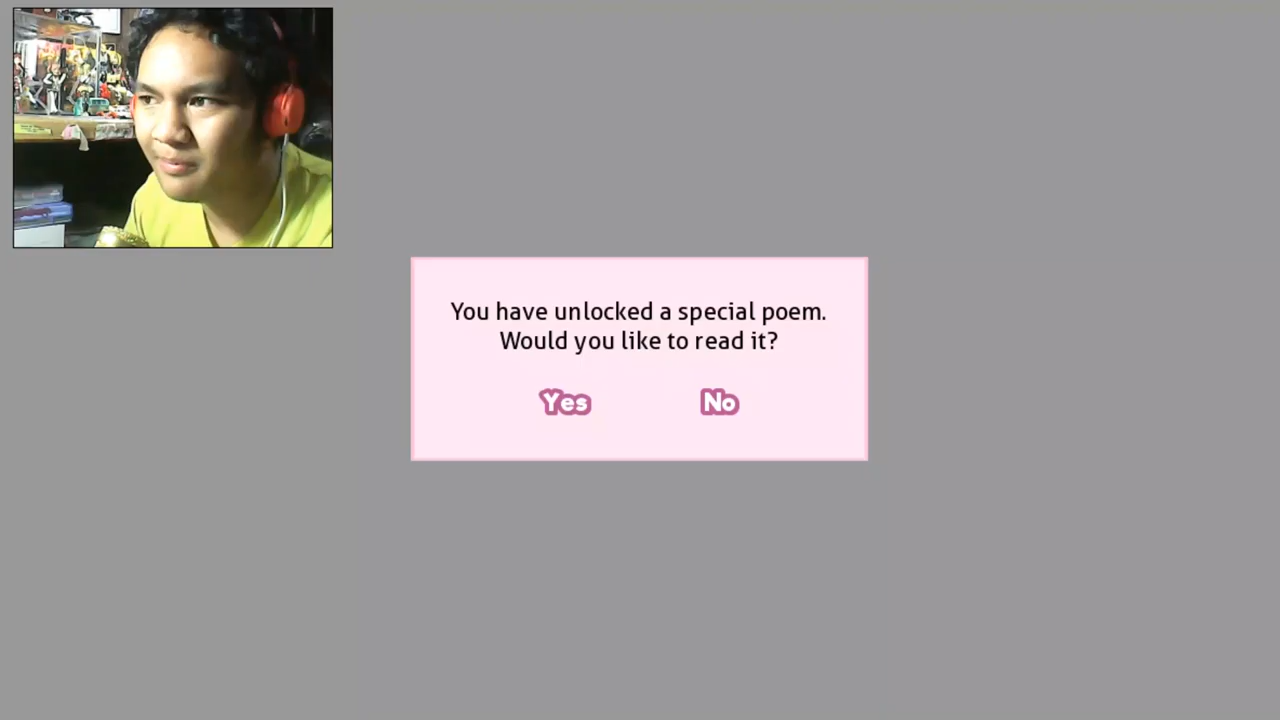 You have unlocked a special poem.
Would you like to read it?
Yes No